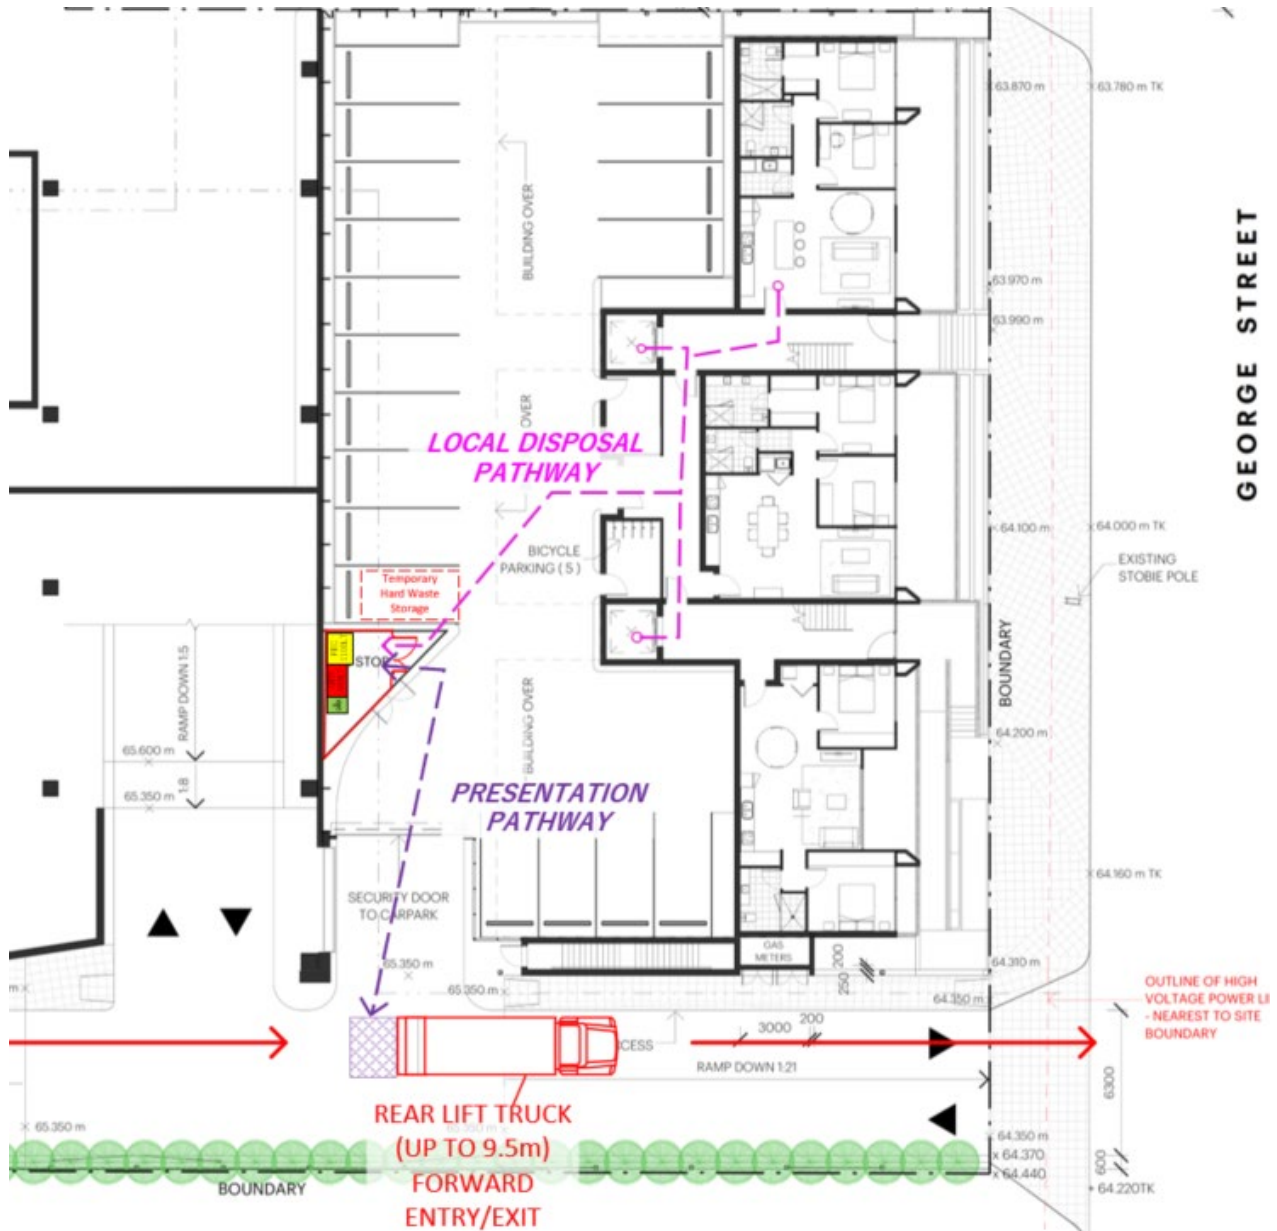 63.870 m
63.780 m TK
BUILDING OVER
GEORGE STREET
63.970 m
63.990 m
OVER
LOCAL DISPOSAL
PATHWAY
64.100 m
64.000 m TK
BICYCLE
PARKING ( 5 )
EXISTING
STOBIE POLE
Temporary
Hard Waste
Storage
STOR
RAMP DOWN 1:5
BOUNDARY
BUILDING OVER
64.200 m
65.600 m
1:8
65.350 m
PRESENTATION
PATHWAY
64.160 m TK
SECURITY DOOR
TO CARPARK
GAS
METERS
250 200
65.350 m
65.350 m
64.310 m
64.350 m
OUTLINE OF HIGH
VOLTAGE POWER LI
- NEAREST TO SITE
BOUNDARY
200
3000
CCESS
RAMP DOWN 1:21
6300
REAR LIFT TRUCK
(UP TO 9.5m)
FORWARD
ENTRY/EXIT
65.350 m
64.350 m
64.370
64.440
600
64.220TK
BOUNDARY